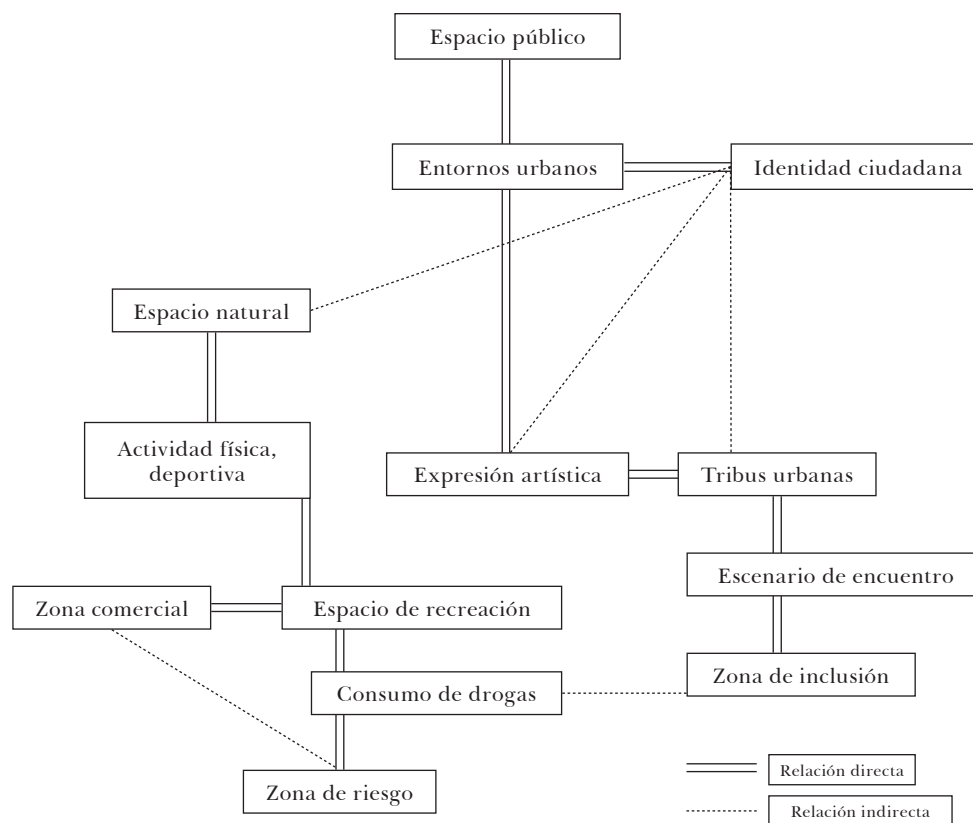 Espacio público
Entornos urbanos
Identidad ciudadana
Espacio natural
Actividad física,
deportiva
Expresión artística
Tribus urbanas
Escenario de encuentro
Zona comercial
Espacio de recreación
Zona de inclusión
Consumo de drogas
Zona de riesgo
Relación directa
Relación indirecta